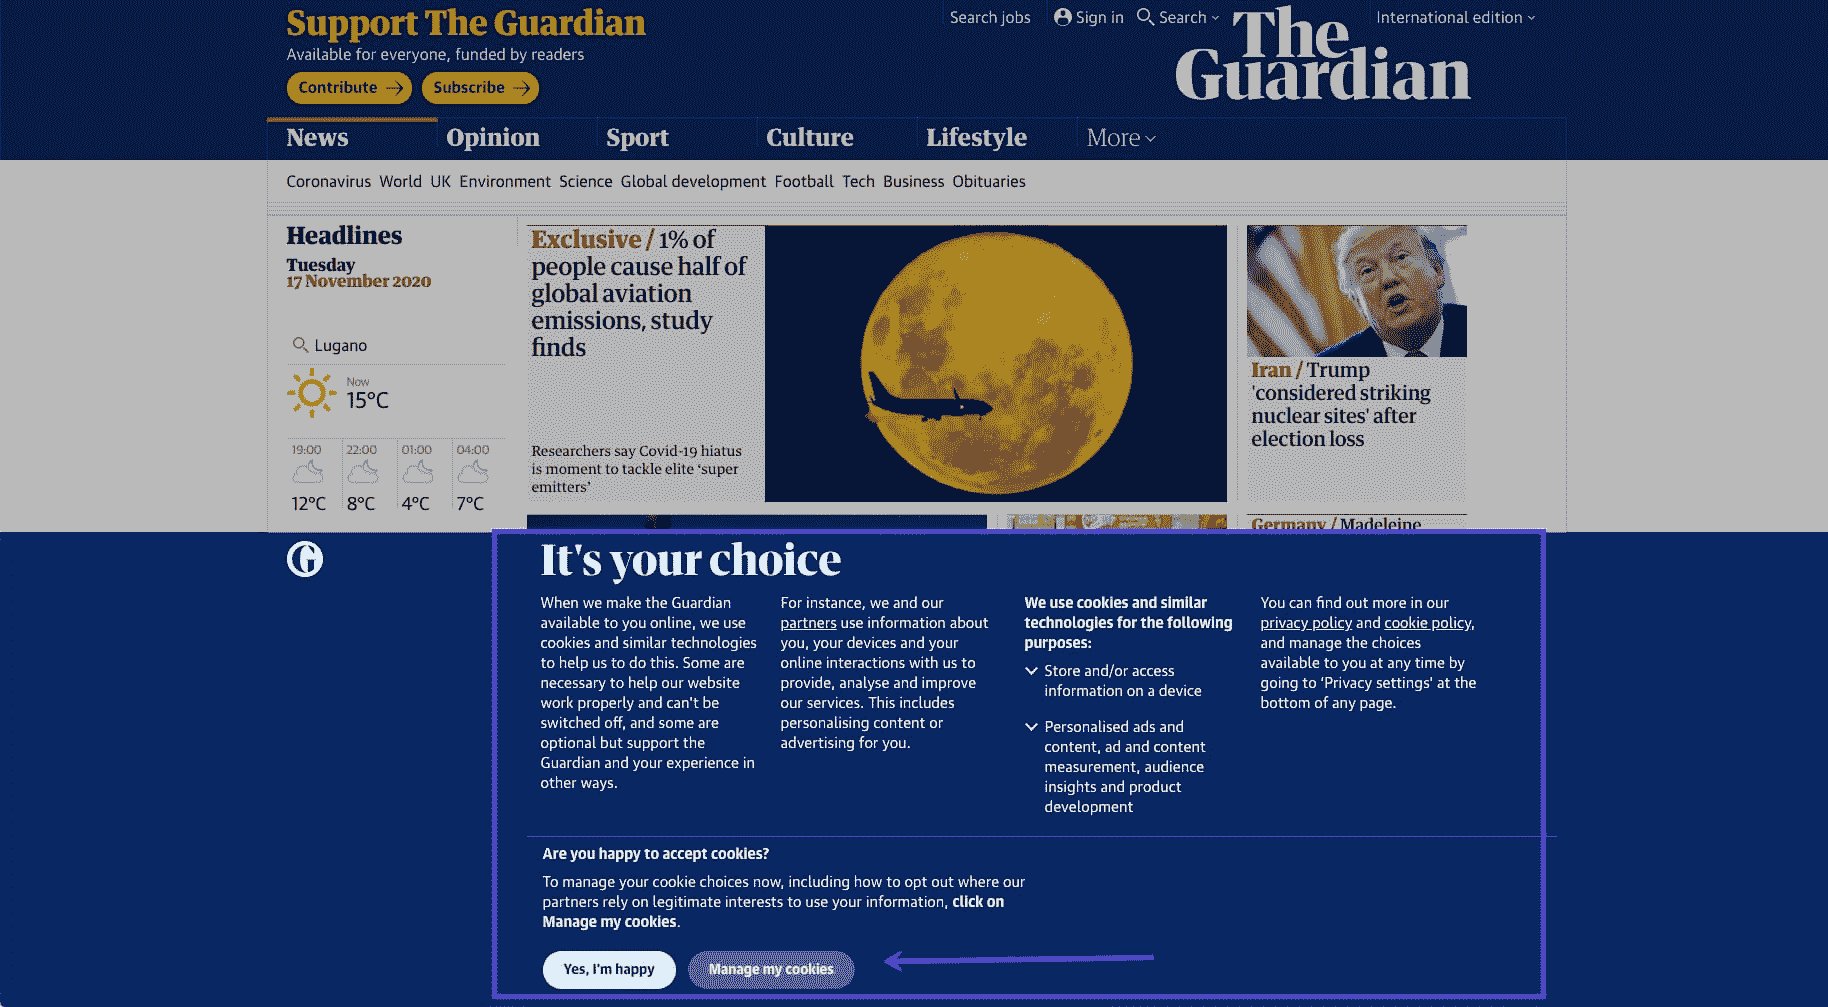 Support The Guardian
Available for everyone, funded by readers
Contribute
Subscribe
Search jobs
Sign in
Search
International edition
The
Guardian
News
Opinion
Sport
Culture
Lifestyle
More
Coronavirus World UK Environment Science Global development Football Tech Business Obituaries
Headlines
Tuesday
17 November 2020
Lugano
Now
15°C
19:00 22:00 01:00 04:00
12°C 8°C 4°C 7°C
Exclusive / 1% of
people cause half of
global aviation
emissions, study
finds
Researchers say Covid-19 hiatus
is moment to tackle elite ‘super
emitters’
Iran / Trump
'considered striking
nuclear sites' after
election loss
Germany / Madeleine
It's your choice
When we make the Guardian
available to you online, we use
cookies and similar technologies
to help us to do this. Some are
necessary to help our website
work properly and can't be
switched off, and some are
optional but support the
Guardian and your experience in
other ways.
For instance, we and our
partners use information about
you, your devices and your
online interactions with us to
provide, analyse and improve
our services. This includes
personalising content or
advertising for you.
We use cookies and similar
technologies for the following
purposes:
Store and/or access
information on a device
Personalised ads and
content, ad and content
measurement, audience
insights and product
development
You can find out more in our
privacy policy and cookie policy,
and manage the choices
available to you at any time by
going to ‘Privacy settings’ at the
bottom of any page.
Are you happy to accept cookies?
To manage your cookie choices now, including how to opt out where our
partners rely on legitimate interests to use your information, click on
Manage my cookies.
Yes, I'm happy
Manage my cookies